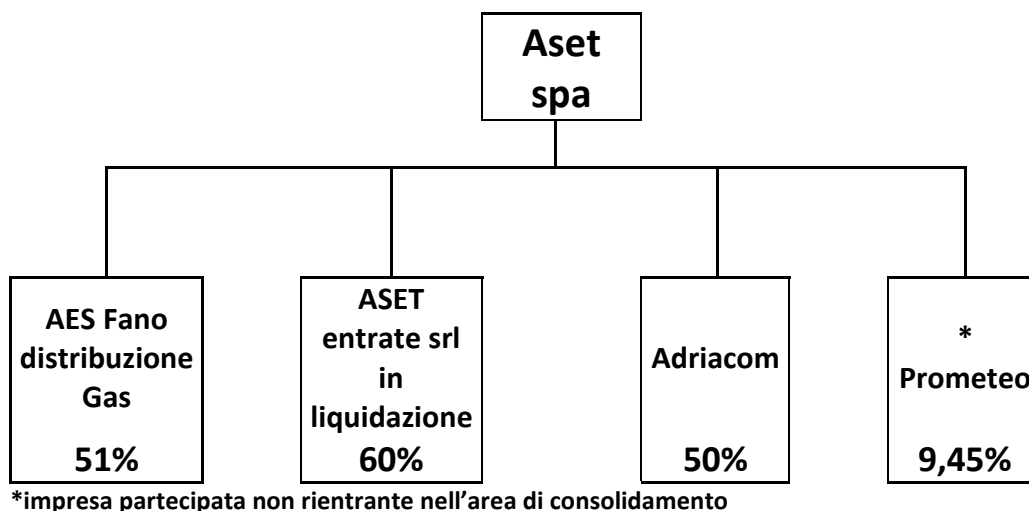 Aset
spa
AES Fano
distribuzione
Gas
51%
ASET
entrate srl
in
liquidazione
60%
Adriacom
50%
*
Prometeo
9,45%
*impresa partecipata non rientrante nell’area di consolidamento